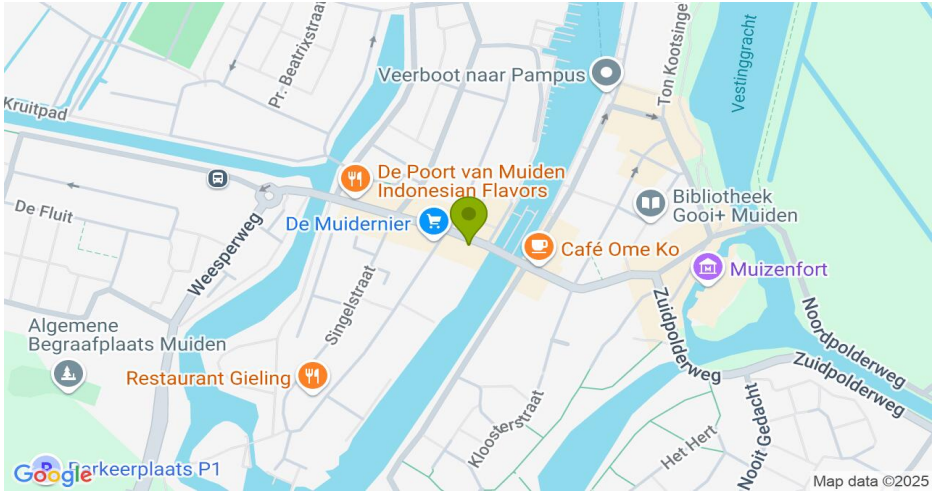 Pr. Beatrixstraat
Kruitpad
Veerboot naar Pampus
Ton Kootsinge
Vestinggracht
De Fluit
Weesperweg
De Poort van Muiden
Indonesian Flavors
De Muidernier
Café Ome Ko
Bibliotheek
Gooi+ Muiden
Muizenfort
Singelstraat
Algemene
Begraafplaats Muiden
Restaurant Gieling
Zuidpolderweg
Noordpolderweg
Zuidpolderweg
Kloosterstraat
Het Hert
Nooit Gedacht
Parkeerplaats P1
Google
Map data ©2025